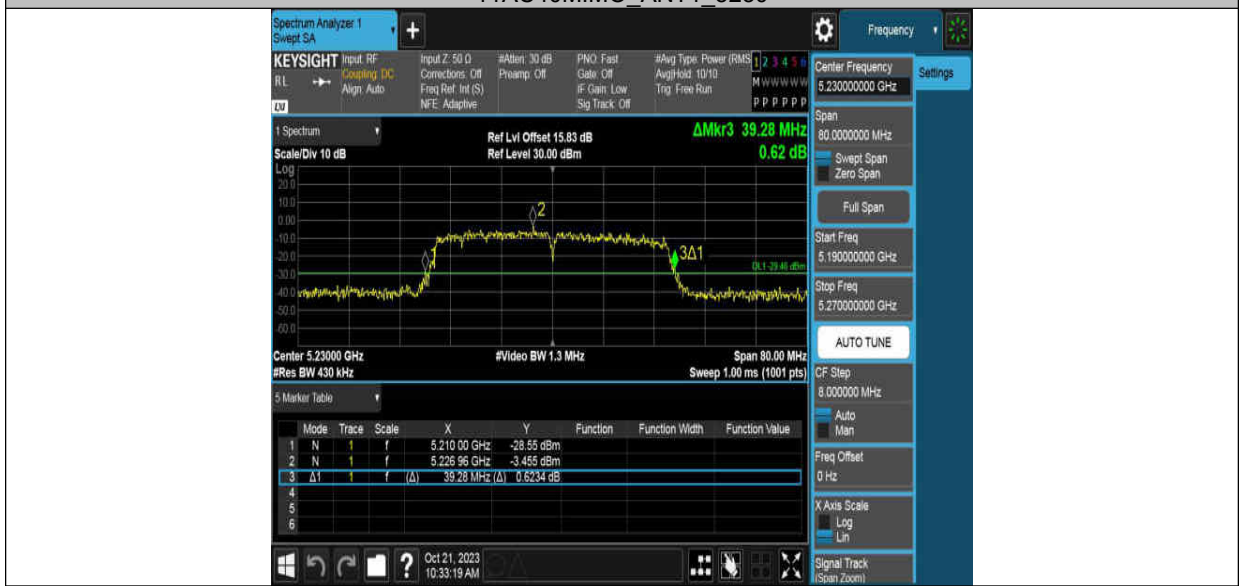 Spectrum Analyzer 1
Swept SA
+
Frequency
KEYSIGHT
RL
LXI
Input: RF
Coupling: DC
Align: Auto
Input Z: 50 Ω
Corrections: Off
Freq Ref: Int (S)
NFE: Adaptive
#Atten: 30 dB
Preamp: Off
PNO: Fast
Gate: Off
IF Gain: Low
Sig Track: Off
#Avg Type: Power (RMS
Avg|Hold: 10/10
Trig: Free Run
1 2 3 4 5 6
M W W W W W
P P P P P P
1 Spectrum
Scale/Div 10 dB
Ref Lvl Offset 15.83 dB
Ref Level 30.00 dBm
ΔMkr3 39.28 MHz
0.62 dB
Log
20.0
10.0
0.00
-10.0
-20.0
-30.0
-40.0
-50.0
-60.0
2
3Δ1
DL1 -29.46 dBm
Center 5.23000 GHz
#Video BW 1.3 MHz
Span 80.00 MHz
#Res BW 430 kHz
Sweep 1.00 ms (1001 pts)
5 Marker Table
Mode Trace Scale X Y Function Function Width Function Value
1 N 1 f 5.210 00 GHz -28.55 dBm
2 N 1 f 5.226 96 GHz -3.455 dBm
3 Δ1 1 f (Δ) 39.28 MHz (Δ) 0.6234 dB
4
5
6
?
Oct 21, 2023
10:33:19 AM
Center Frequency
5.230000000 GHz
Settings
Span
80.0000000 MHz
Swept Span
Zero Span
Full Span
Start Freq
5.190000000 GHz
Stop Freq
5.270000000 GHz
AUTO TUNE
CF Step
8.000000 MHz
Auto
Man
Freq Offset
0 Hz
X Axis Scale
Log
Lin
Signal Track
(Span Zoom)